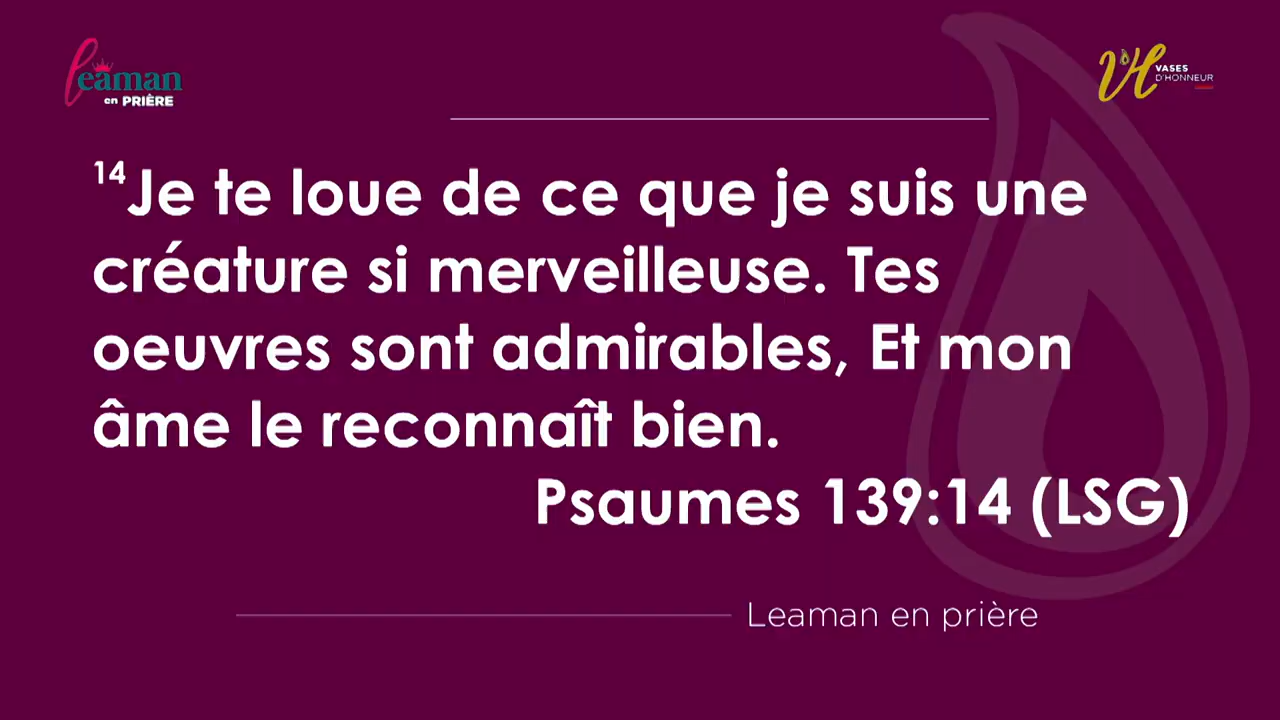 leaman
en PRIÈRE
VH VASES
D'HONNEUR
14Je te loue de ce que je suis une
créature si merveilleuse. Tes
oeuvres sont admirables, Et mon
âme le reconnaît bien.
Psaumes 139:14 (LSG)
Leaman en prière